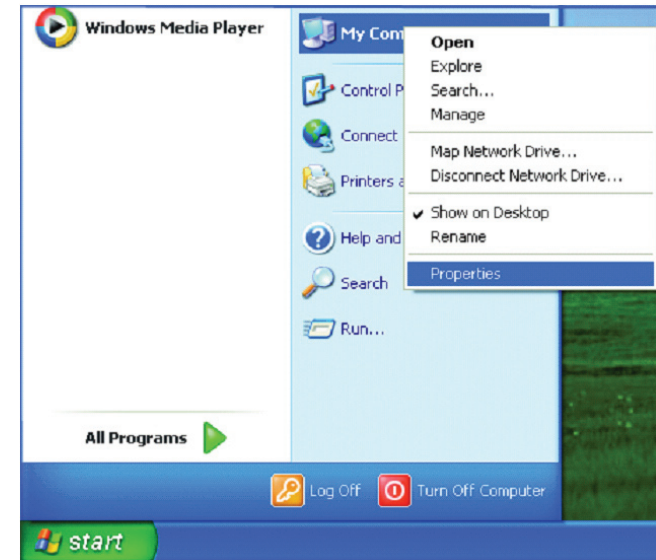 Windows Media Player
My Com
Open
Explore
Search...
Manage
Map Network Drive...
Disconnect Network Drive...
Show on Desktop
Rename
Properties
Control P
Connect
Printers a
Help and
Search
Run...
All Programs
Log Off
Turn Off Computer
start